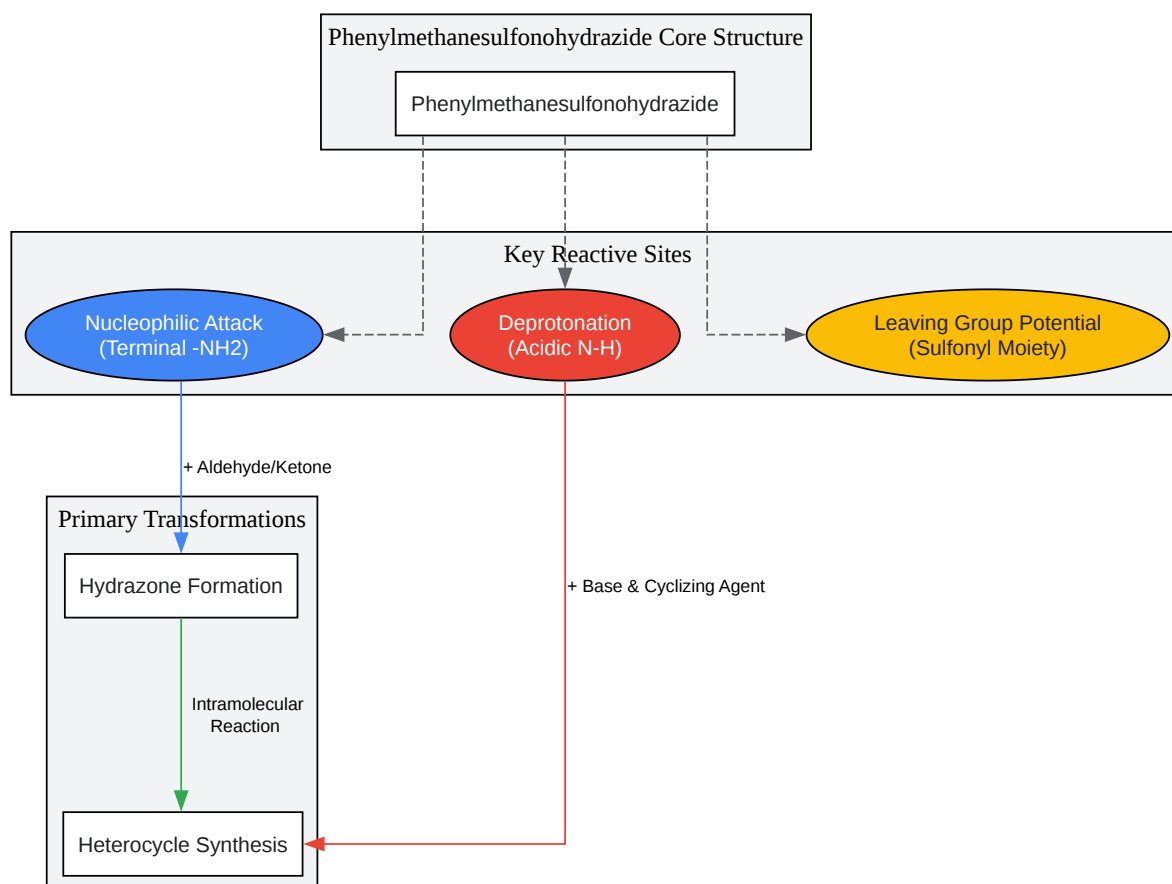 Phenylmethanesulfonohydrazide Core Structure
Phenylmethanesulfonohydrazide
Key Reactive Sites
Nucleophilic Attack
(Terminal -NH2)
Deprotonation
(Acidic N-H)
Leaving Group Potential
(Sulfonyl Moiety)
+ Aldehyde/Ketone
Primary Transformations
Hydrazone Formation
+ Base & Cyclizing Agent
Intramolecular
Reaction
Heterocycle Synthesis